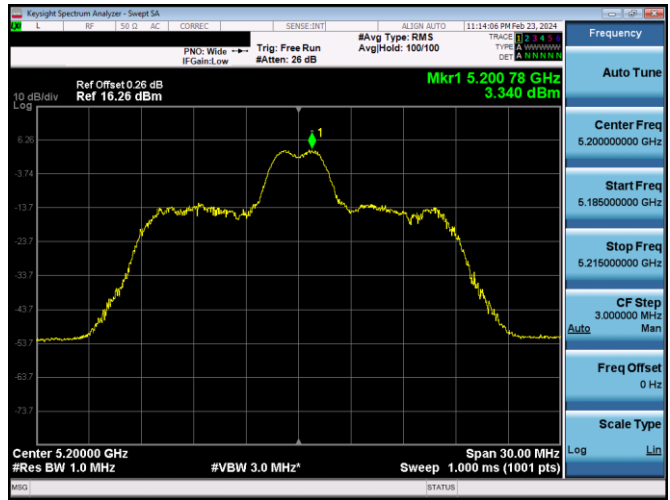 Keysight Spectrum Analyzer - Swept SA
L RF 50 Ω AC CORREC SENSE:INT ALIGN AUTO 11:14:06 PM Feb 23, 2024
PNO: Wide Trig: Free Run #Avg Type: RMS TRACE 1 2 3 4 5 6
IFGain:Low #Atten: 26 dB Avg|Hold: 100/100 TYPE A WWWWW
DET A N N N N N
Mkr1 5.200 78 GHz
3.340 dBm
Ref Offset 0.26 dB
10 dB/div Ref 16.26 dBm
Log
1
6.26
-3.74
-13.7
-23.7
-33.7
-43.7
-53.7
-63.7
-73.7
Center 5.20000 GHz Span 30.00 MHz
#Res BW 1.0 MHz #VBW 3.0 MHz* Sweep 1.000 ms (1001 pts)
MSG STATUS
Frequency
Auto Tune
Center Freq
5.200000000 GHz
Start Freq
5.185000000 GHz
Stop Freq
5.215000000 GHz
CF Step
3.000000 MHz
Auto Man
Freq Offset
0 Hz
Scale Type
Log Lin